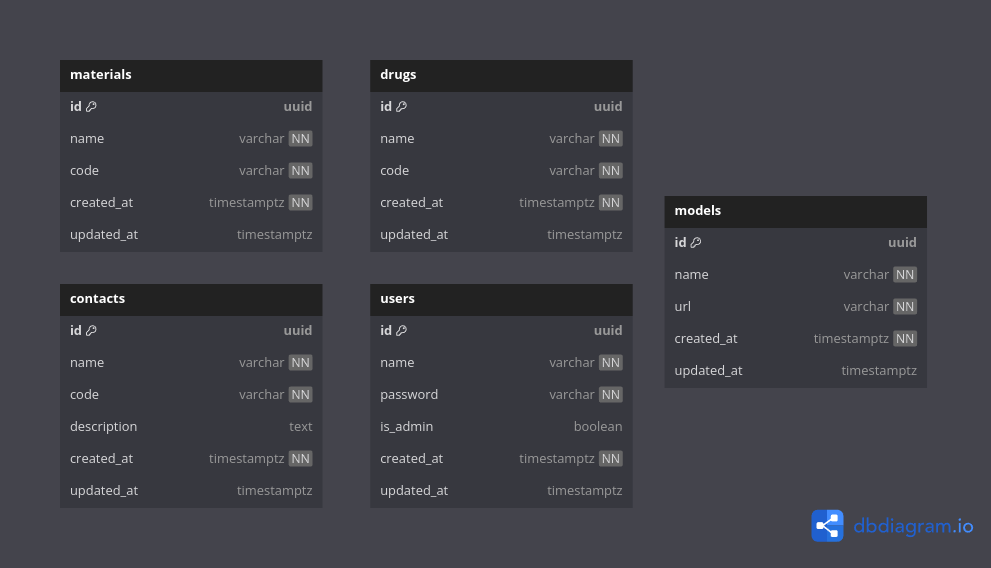 materials
id uuid
name varchar NN
code varchar NN
created_at timestamptz NN
updated_at timestamptz
drugs
id uuid
name varchar NN
code varchar NN
created_at timestamptz NN
updated_at timestamptz
contacts
id uuid
name varchar NN
code varchar NN
description text
created_at timestamptz NN
updated_at timestamptz
users
id uuid
name varchar NN
password varchar NN
is_admin boolean
created_at timestamptz NN
updated_at timestamptz
models
id uuid
name varchar NN
url varchar NN
created_at timestamptz NN
updated_at timestamptz
dbdiagram.io